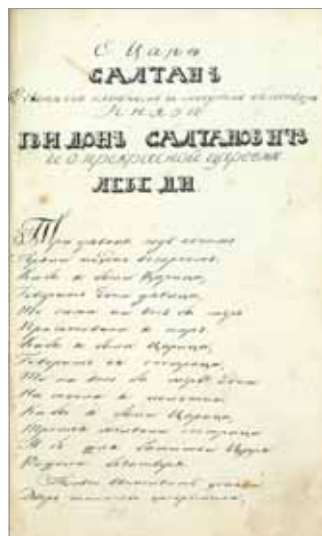 О Царѣ
САЛТАНѢ
О сынѣ его славномъ и могучемъ богатырѣ
КНЯЗѢ
ГВИДОНѢ САЛТАНОВИЧѢ
и о прекрасной царевнѣ
ЛЕБЕДИ
Три дѣвицы подъ окномъ
Пряли поздно вечеркомъ,
Кабы я была Царица,
Говоритъ одна дѣвица,
То сама на весь бы міръ
Приготовила я пиръ.
Кабы я была Царица,
Говоритъ ея сестрица,
То на весь бы міръ одна
Наткала я полотна
Кабы я была Царица,
Третья молвила сестрица
Я бъ для батюшки Царя
Родила богатыря.
Только вымолвить успѣла
Дверь тихонько заскрыпѣла,